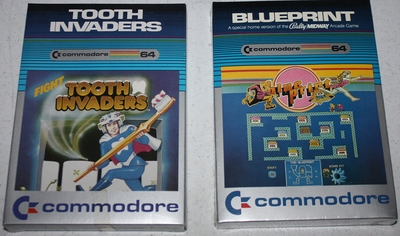 TOOTH
INVADERS
commodore 64
FIGHT
TOOTH
INVADERS
commodore
BLUEPRINT
A special home version of the Bally MIDWAY Arcade Game
commodore 64
commodore